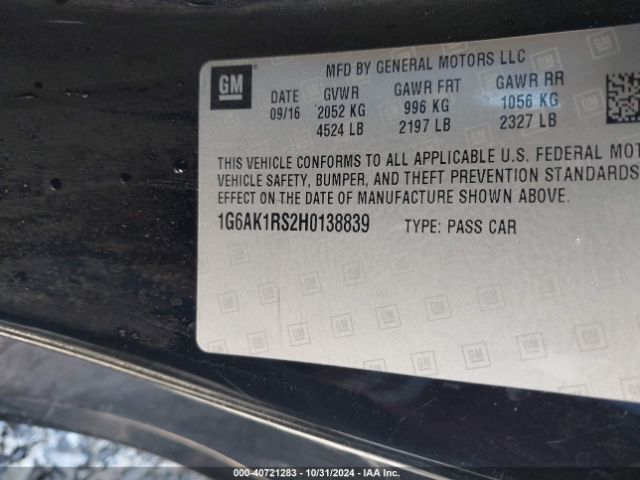 GM
MFD BY GENERAL MOTORS LLC
DATE GVWR GAWR FRT GAWR RR
09/16 2052 KG 996 KG 1056 KG
4524 LB 2197 LB 2327 LB
THIS VEHICLE CONFORMS TO ALL APPLICABLE U.S. FEDERAL MOT
VEHICLE SAFETY, BUMPER, AND THEFT PREVENTION STANDARDS
EFFECT ON THE DATE OF MANUFACTURE SHOWN ABOVE.
1G6AK1RS2H0138839 TYPE: PASS CAR
000-40721283 - 10/31/2024 - IAA Inc.